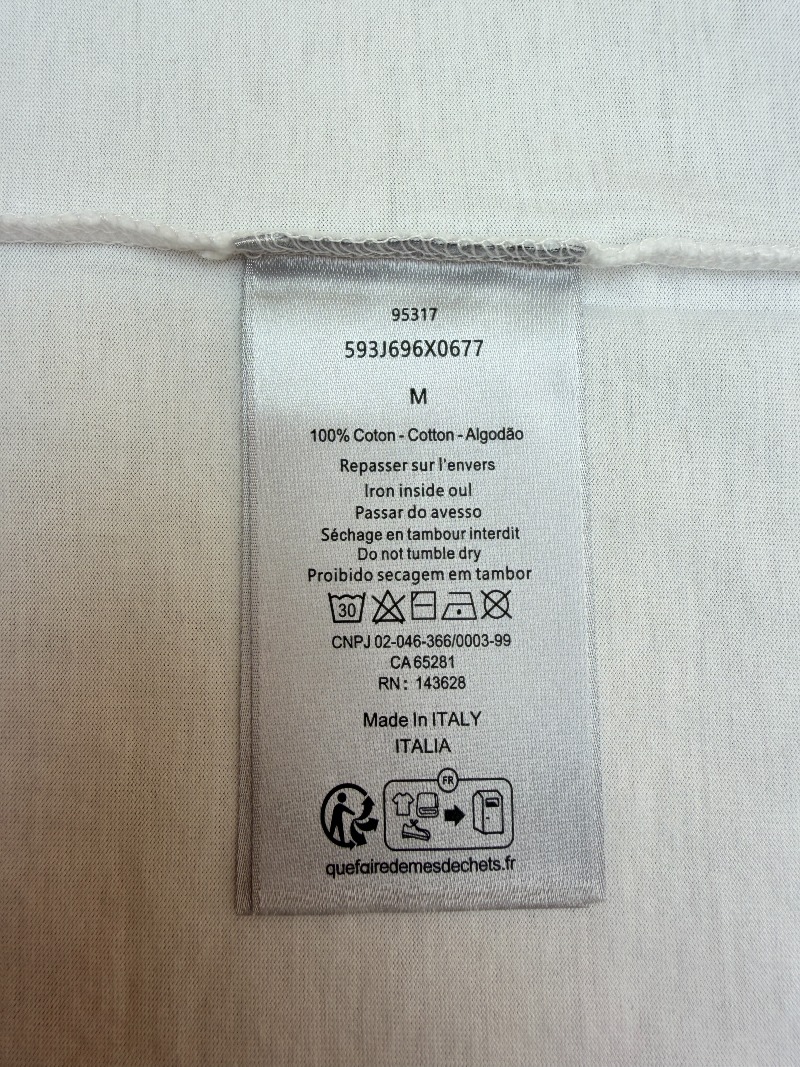 95317
593J696X0677
M
100% Coton - Cotton - Algodão
Repasser sur l'envers
Iron inside oul
Passar do avesso
Séchage en tambour interdit
Do not tumble dry
Proibido secagem em tambor
30
CNPJ 02-046-366/0003-99
CA 65281
RN: 143628
Made In ITALY
ITALIA
FR
quefairedemesdechets.fr